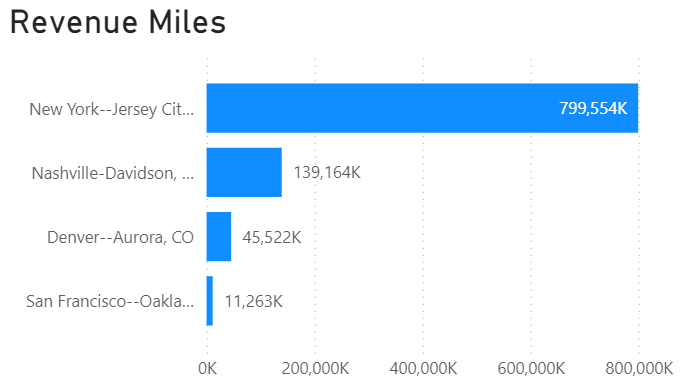 Revenue Miles
New York--Jersey Cit... 799,554K
Nashville-Davidson, ... 139,164K
Denver--Aurora, CO 45,522K
San Francisco--Oakla... 11,263K
0K 200,000K 400,000K 600,000K 800,000K